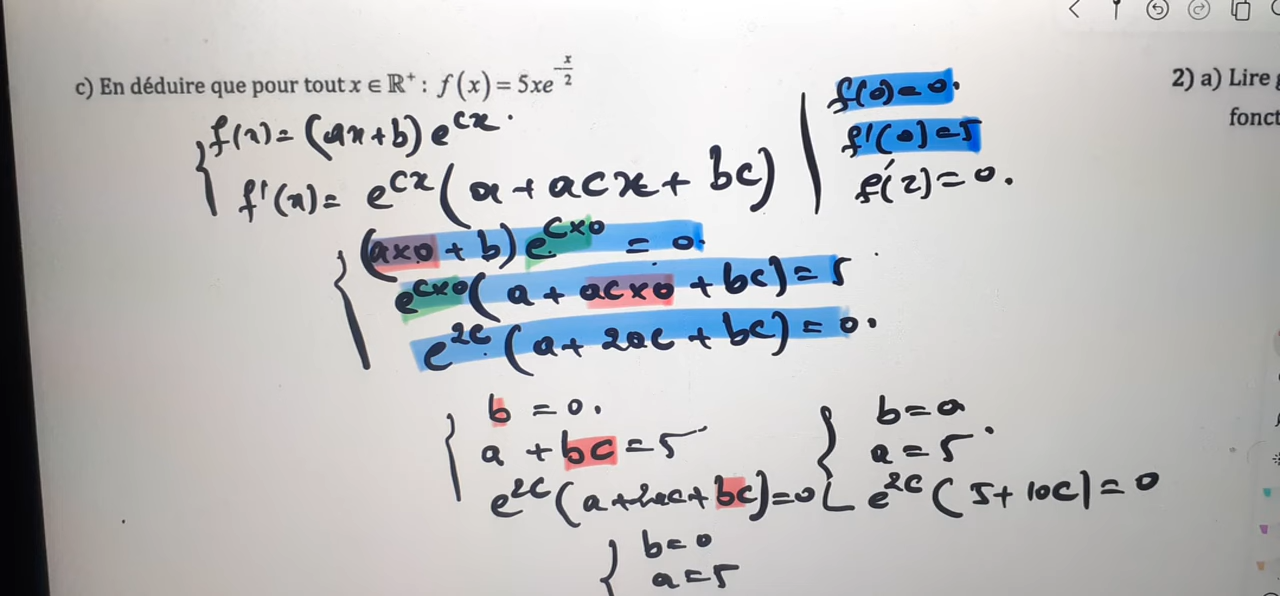 c) En déduire que pour tout x ∈ ℝ⁺ : f(x) = 5xe^(-x/2)
f(x) = (ax+b) e^(cx).
f'(x) = e^(cx) (a + acx + bc)
f(0) = 0.
f'(0) = 5
f'(2) = 0.
(a×0 + b) e^(c×0) = 0.
e^(c×0) (a + ac×0 + bc) = 5
e^(2c) (a + 2ac + bc) = 0.
b = 0.
a + bc = 5
e^(2c) (a+2ac+bc) = 0
b = 0
a = 5
e^(2c) (5 + 10c) = 0
b = 0
a = 5
2) a) Lire
fonct